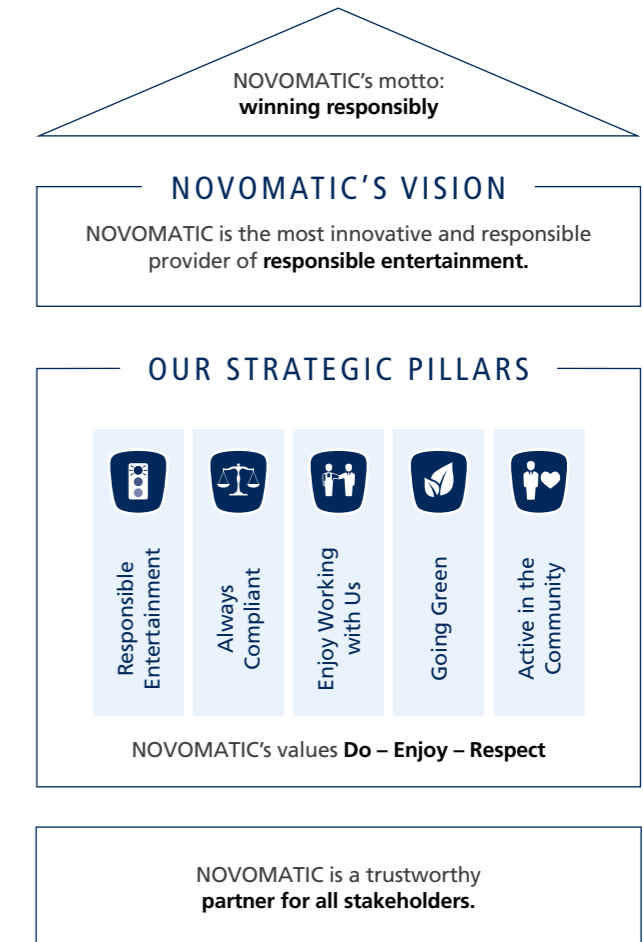 NOVOMATIC's motto:
winning responsibly
NOVOMATIC'S VISION
NOVOMATIC is the most innovative and responsible
provider of responsible entertainment.
OUR STRATEGIC PILLARS
Responsible
Entertainment
Always
Compliant
Enjoy Working
with Us
Going Green
Active in the
Community
NOVOMATIC's values Do – Enjoy – Respect
NOVOMATIC is a trustworthy
partner for all stakeholders.